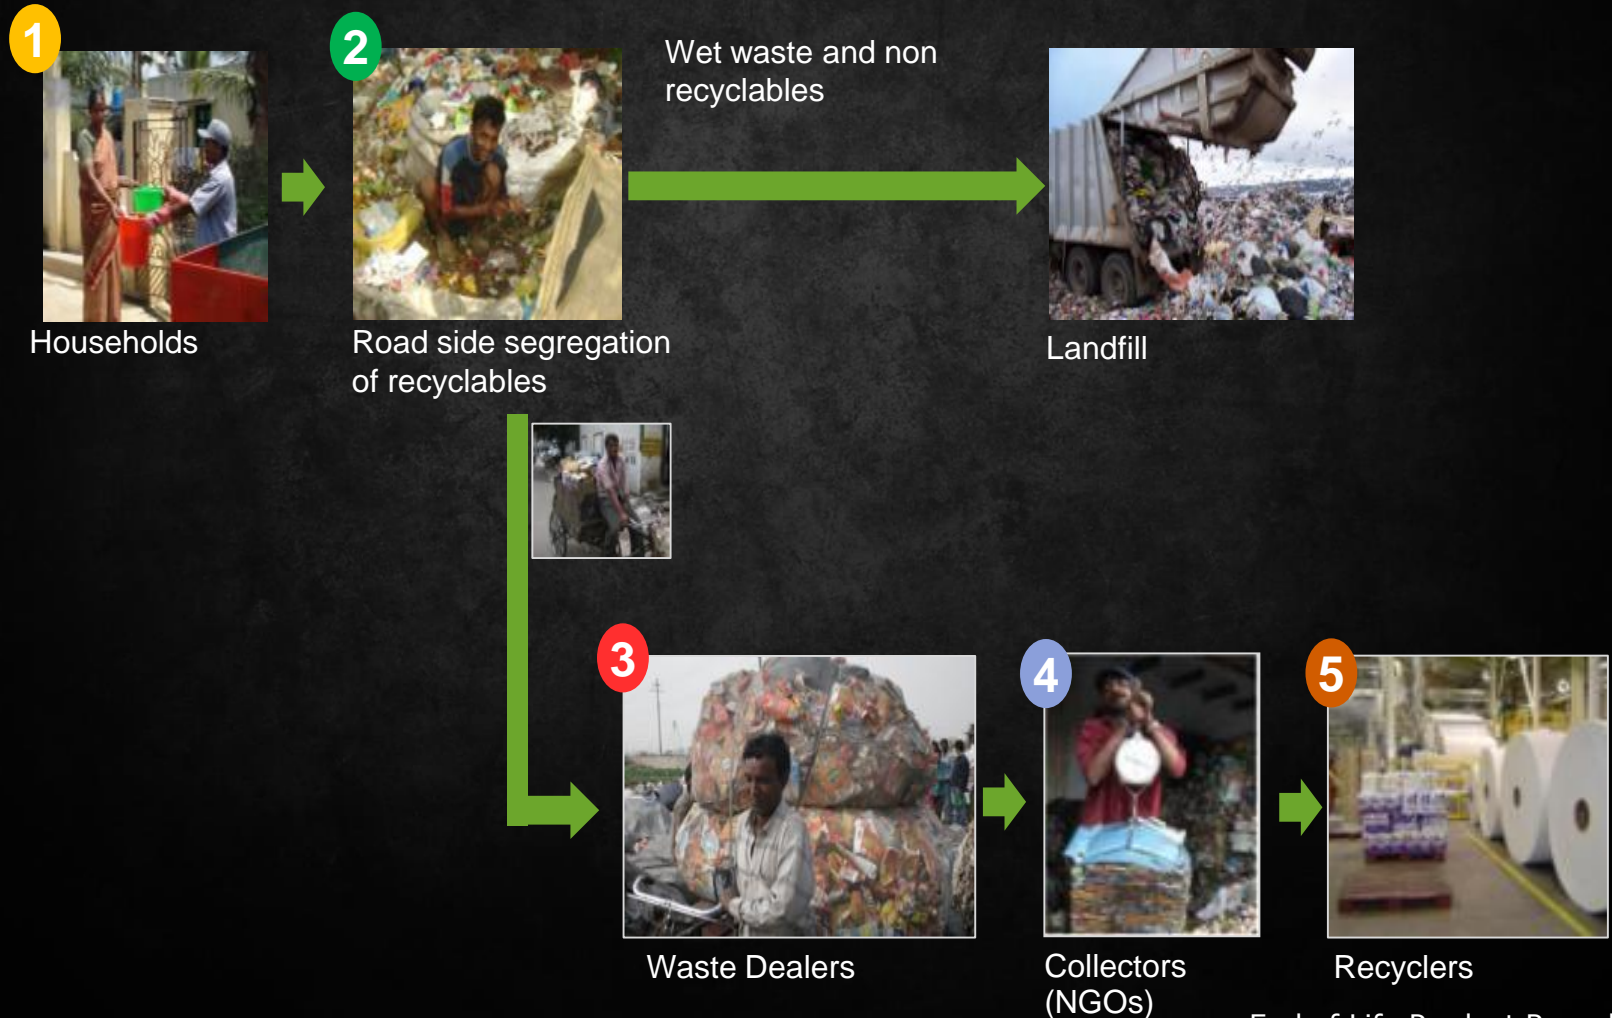 1
2
Wet waste and non
recyclables
Households
Road side segregation
of recyclables
Landfill
3
4
5
Waste Dealers
Collectors
(NGOs)
Recyclers